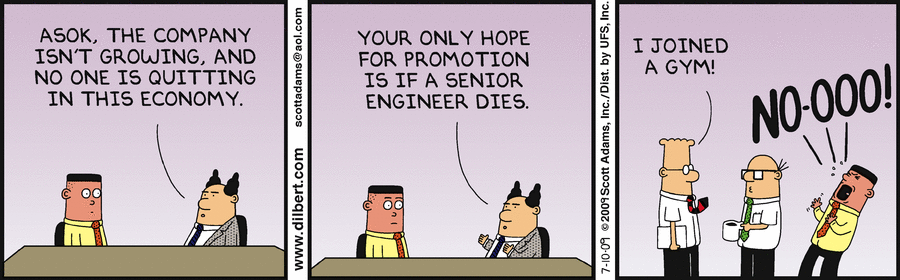 ASOK, THE COMPANY
ISN'T GROWING, AND
NO ONE IS QUITTING
IN THIS ECONOMY.
www.dilbert.com scottadams@aol.com
YOUR ONLY HOPE
FOR PROMOTION
IS IF A SENIOR
ENGINEER DIES.
7-10-09 ©2009 Scott Adams, Inc./Dist. by UFS, Inc.
I JOINED
A GYM!
NO-OOO!